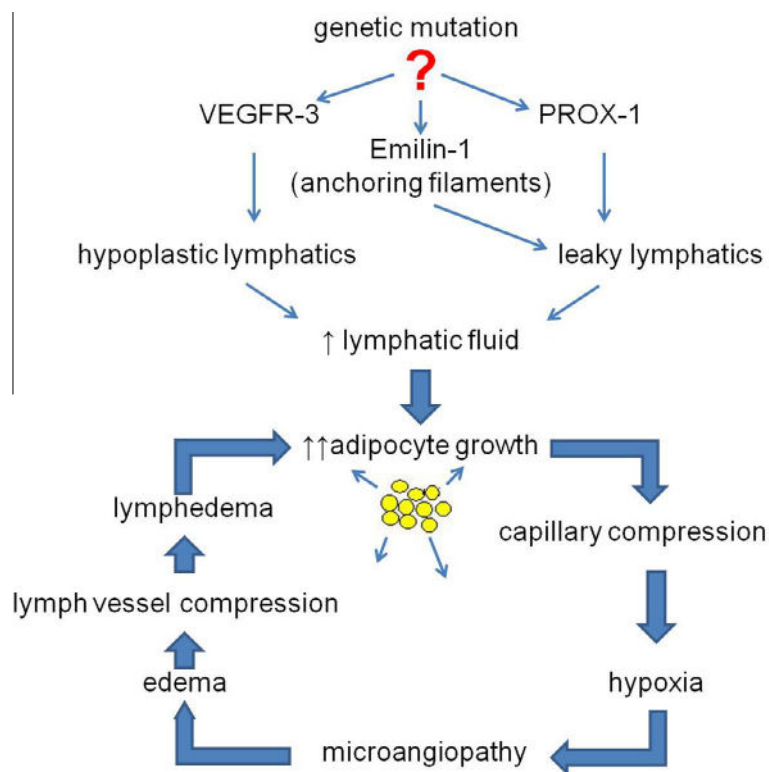 genetic mutation
?
VEGFR-3
PROX-1
Emilin-1
(anchoring filaments)
hypoplastic lymphatics
leaky lymphatics
↑ lymphatic fluid
↑↑adipocyte growth
lymphedema
capillary compression
lymph vessel compression
edema
hypoxia
microangiopathy